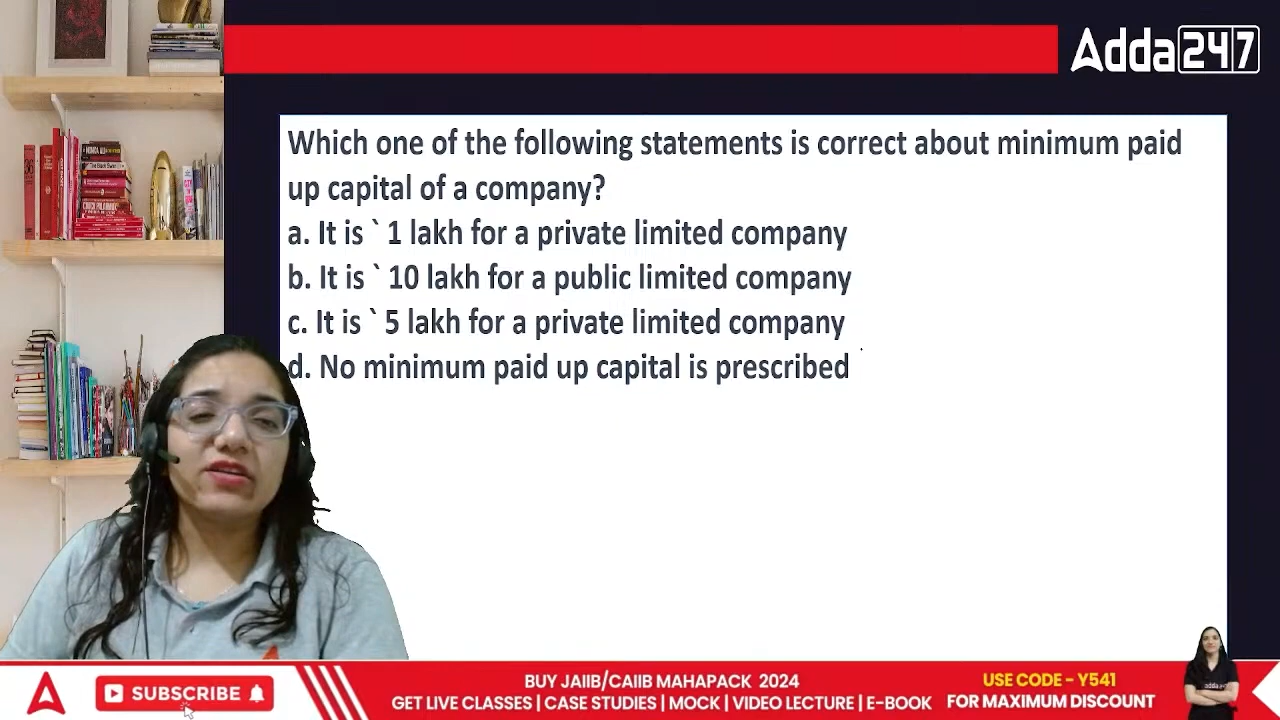 Adda247
Which one of the following statements is correct about minimum paid
up capital of a company?
a. It is ` 1 lakh for a private limited company
b. It is ` 10 lakh for a public limited company
c. It is ` 5 lakh for a private limited company
d. No minimum paid up capital is prescribed
SUBSCRIBE
BUY JAIIB/CAIIB MAHAPACK 2024
GET LIVE CLASSES | CASE STUDIES | MOCK | VIDEO LECTURE | E-BOOK
USE CODE - Y541
FOR MAXIMUM DISCOUNT